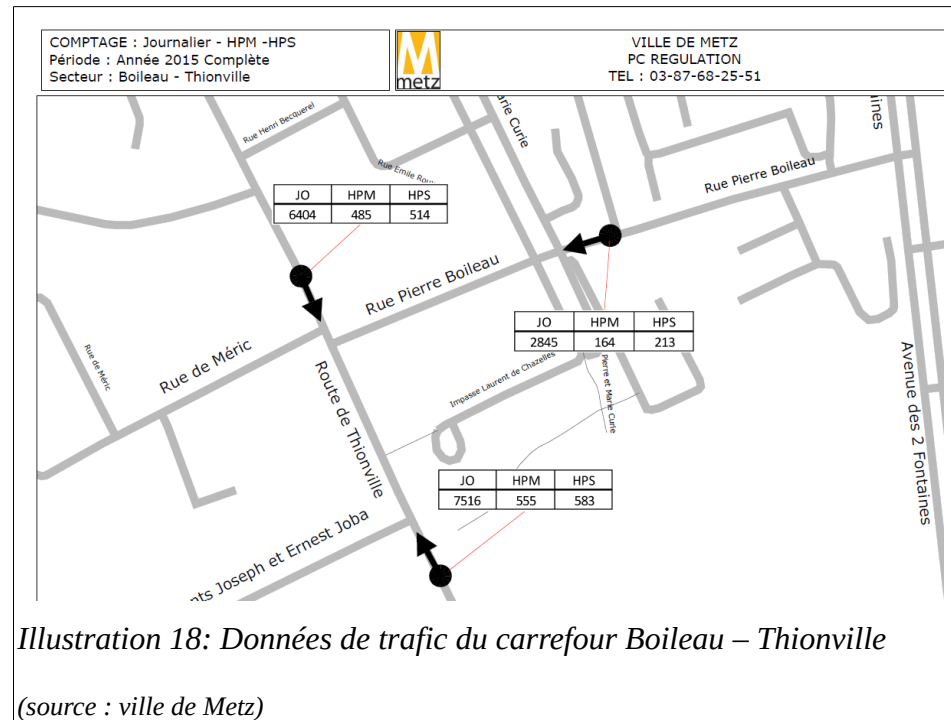 COMPTAGE : Journalier - HPM -HPS
Période : Année 2015 Complète
Secteur : Boileau - Thionville
metz
VILLE DE METZ
PC REGULATION
TEL : 03-87-68-25-51
Rue Henri Becquerel
Rue Emile
Marie Curie
Rue Pierre Boileau
JO HPM HPS
6404 485 514
Rue Pierre Boileau
JO HPM HPS
2845 164 213
Rue de Méric
Rue de Méric
Route de Thionville
Impasse Laurent de Chazelles
Pierre et Marie Curie
Avenue des 2 Fontaines
JO HPM HPS
7516 555 583
Joseph et Ernest Joba
Illustration 18: Données de trafic du carrefour Boileau – Thionville
(source : ville de Metz)